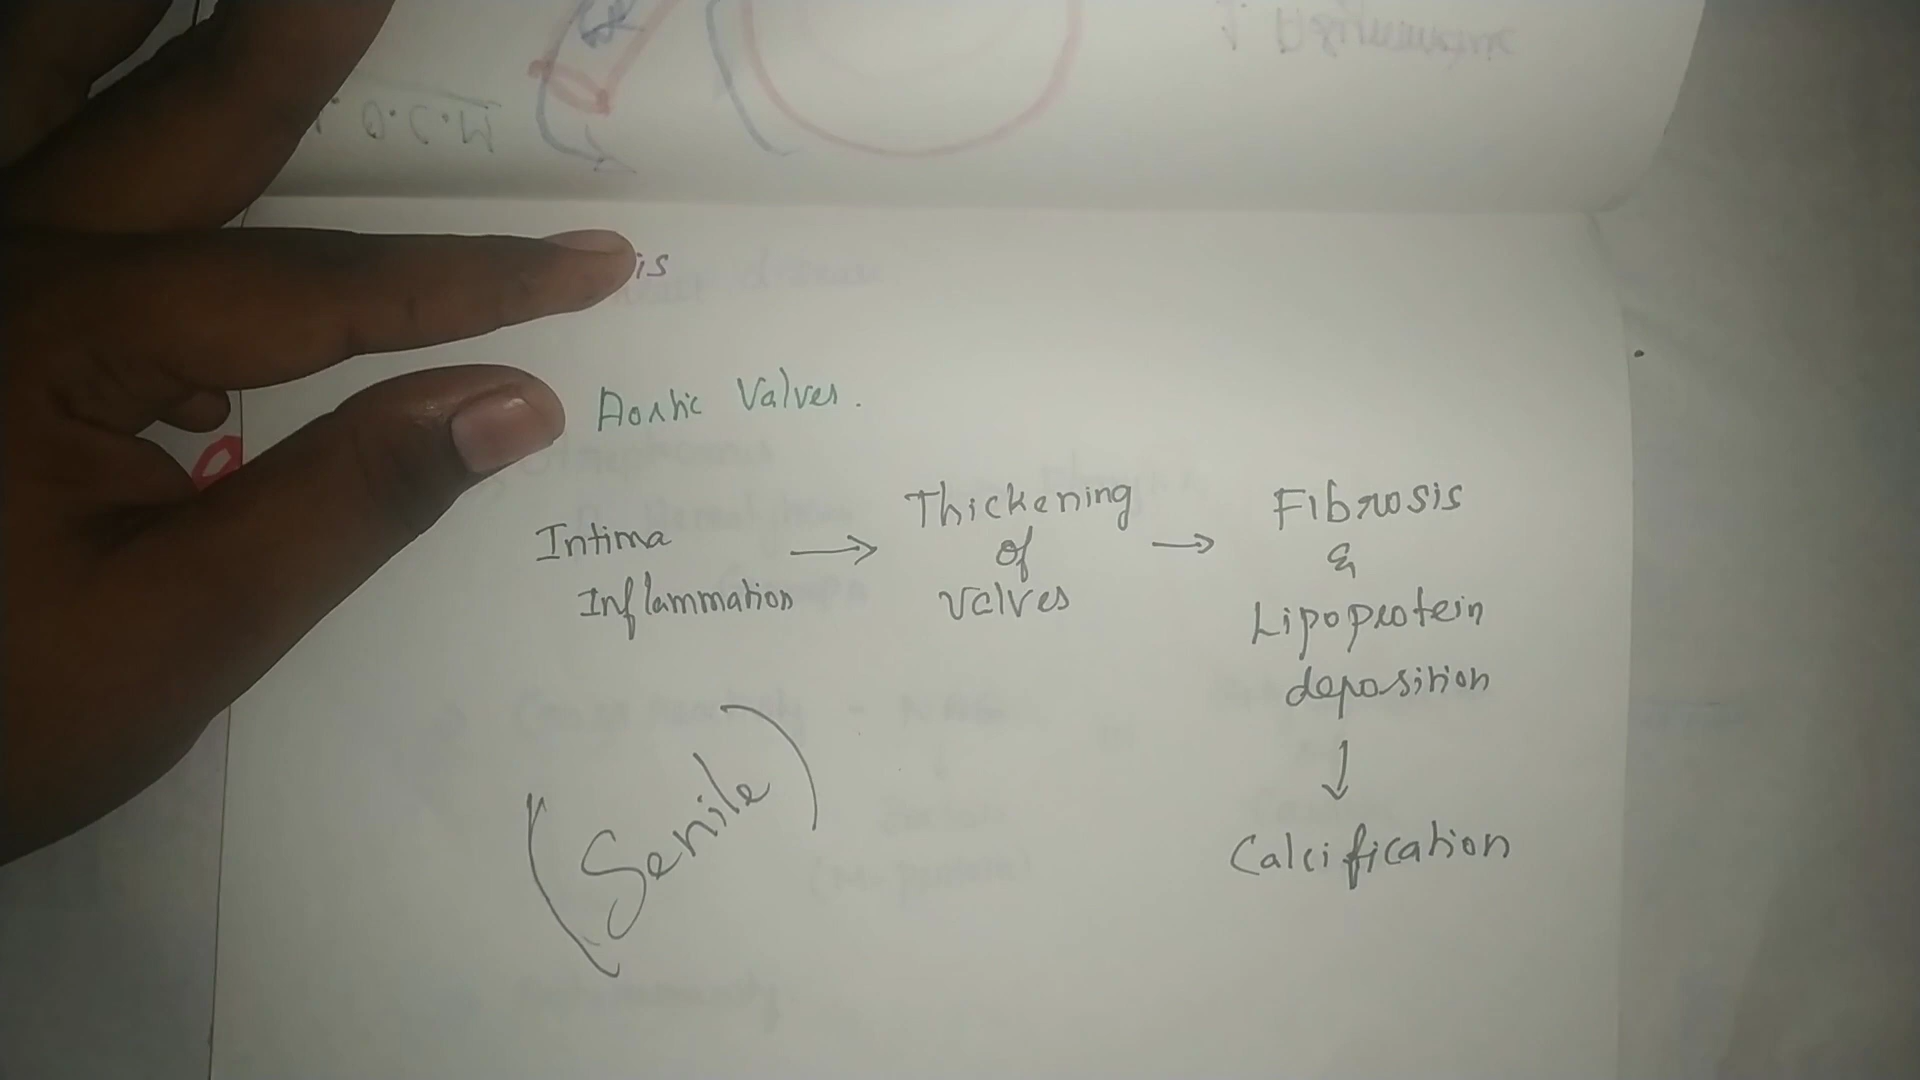 is
Aortic Valves.
Intima
Inflammation
→
Thickening
of
valves
→
Fibrosis
&
Lipoprotein
deposition
↓
Calcification
(Senile)